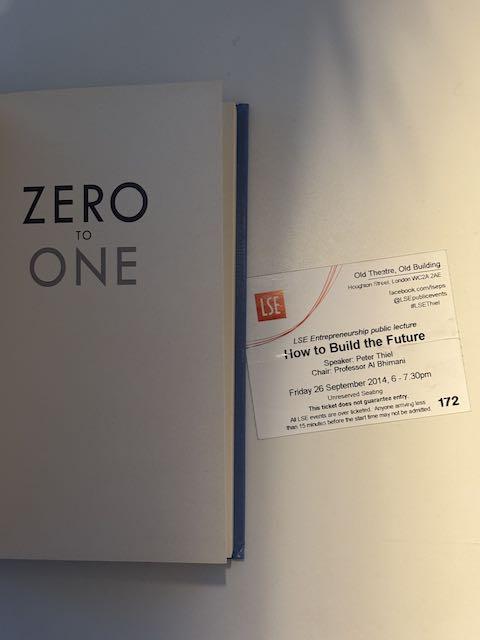 ZERO
TO
ONE
LSE
Old Theatre, Old Building
Houghton Street, London WC2A 2AE
facebook.com/lseps
@LSEpublicevents
#LSEThiel
LSE Entrepreneurship public lecture
How to Build the Future
Speaker: Peter Thiel
Chair: Professor Al Bhimani
Friday 26 September 2014, 6 - 7.30pm
Unreserved Seating
This ticket does not guarantee entry.
All LSE events are over ticketed. Anyone arriving less
than 15 minutes before the start time may not be admitted.
172